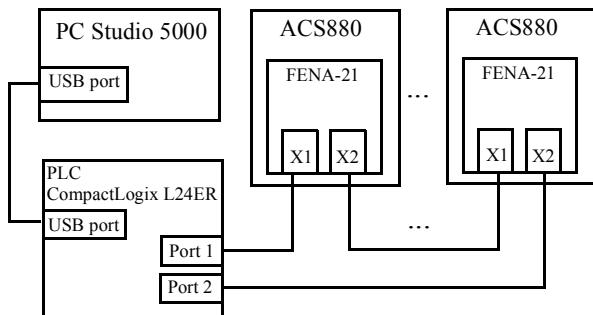 PC Studio 5000
USB port
PLC
CompactLogix L24ER
USB port
Port 1
Port 2
ACS880
FENA-21
X1 X2
...
...
ACS880
FENA-21
X1 X2